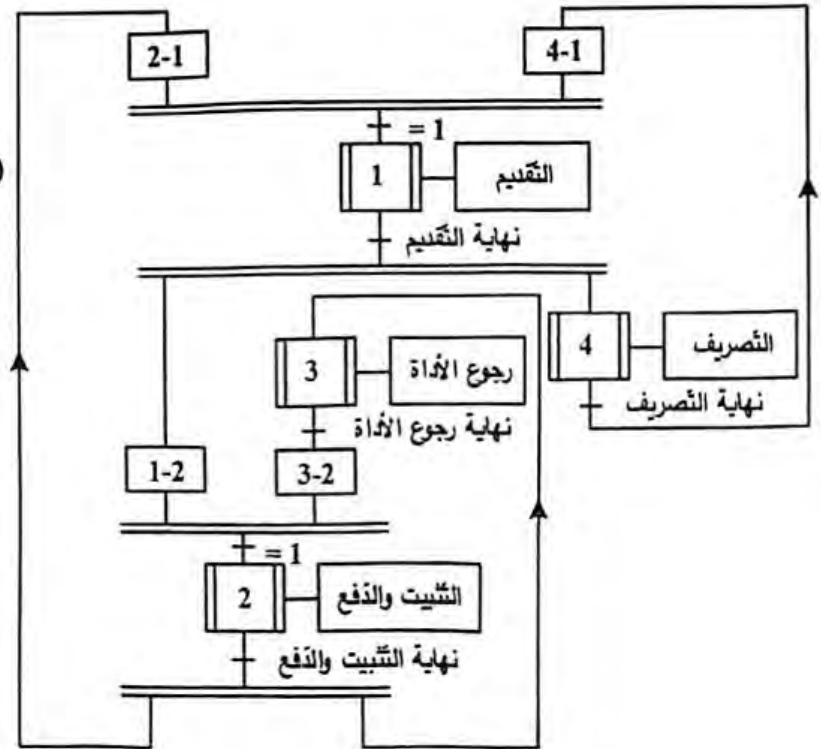 2-1
4-1
= 1
1
التقديم
نهاية التقديم
3
رجوع الأداة
4
التصريف
نهاية رجوع الأداة
نهاية التصريف
1-2
3-2
= 1
2
التثبيت والدفع
نهاية التثبيت والدفع